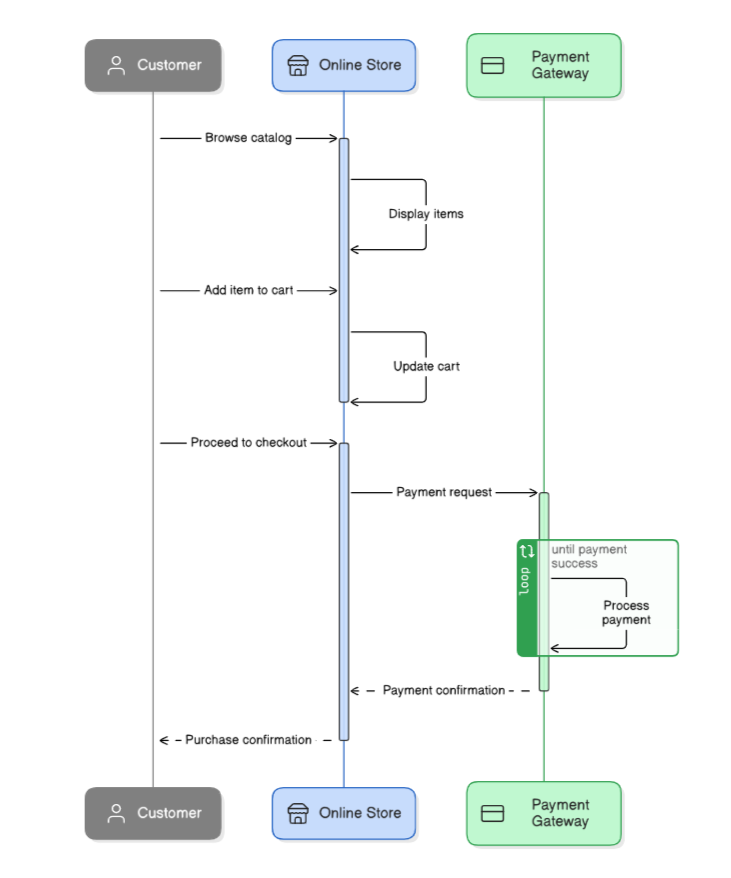 Customer
Online Store
Payment
Gateway
Browse catalog
Display items
Add item to cart
Update cart
Proceed to checkout
Payment request
loop
until payment
success
Process
payment
Payment confirmation
Purchase confirmation
Customer
Online Store
Payment
Gateway